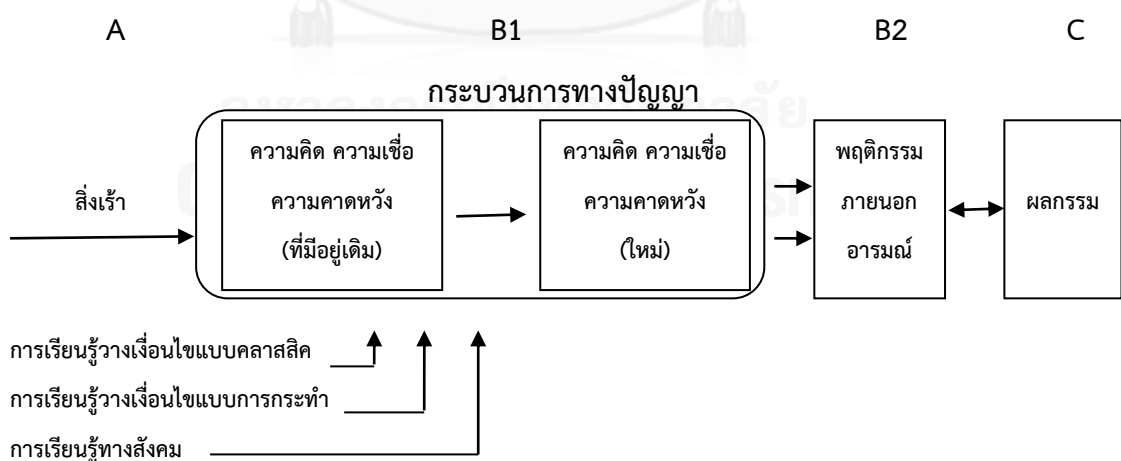 A B1 B2 C
กระบวนการทางปัญญา
สิ่งเร้า
ความคิด ความเชื่อ
ความคาดหวัง
(ที่มีอยู่เดิม)
ความคิด ความเชื่อ
ความคาดหวัง
(ใหม่)
พฤติกรรม
ภายนอก
อารมณ์
ผลกรรม
การเรียนรู้วางเงื่อนไขแบบคลาสสิค
การเรียนรู้วางเงื่อนไขแบบการกระทำ
การเรียนรู้ทางสังคม